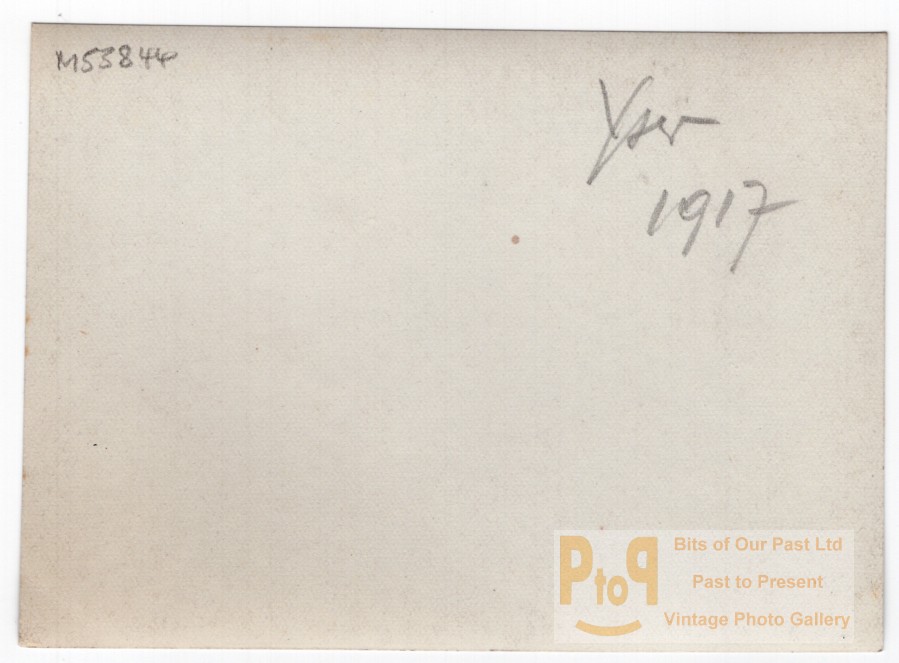 M53844
Yser
1917
PtoP
Bits of Our Past Ltd
Past to Present
Vintage Photo Gallery